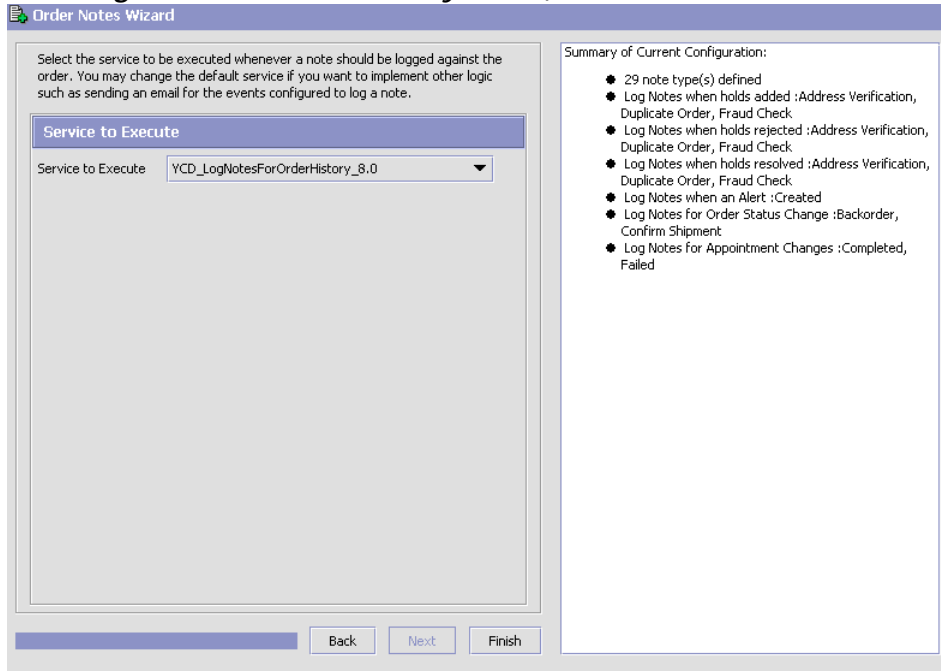 Order Notes Wizard
Select the service to be executed whenever a note should be logged against the
order. You may change the default service if you want to implement other logic
such as sending an email for the events configured to log a note.
Service to Execute
Service to Execute YCD_LogNotesForOrderHistory_8.0
Back Next Finish
Summary of Current Configuration:
29 note type(s) defined
Log Notes when holds added :Address Verification,
Duplicate Order, Fraud Check
Log Notes when holds rejected :Address Verification,
Duplicate Order, Fraud Check
Log Notes when holds resolved :Address Verification,
Duplicate Order, Fraud Check
Log Notes when an Alert :Created
Log Notes for Order Status Change :Backorder,
Confirm Shipment
Log Notes for Appointment Changes :Completed,
Failed